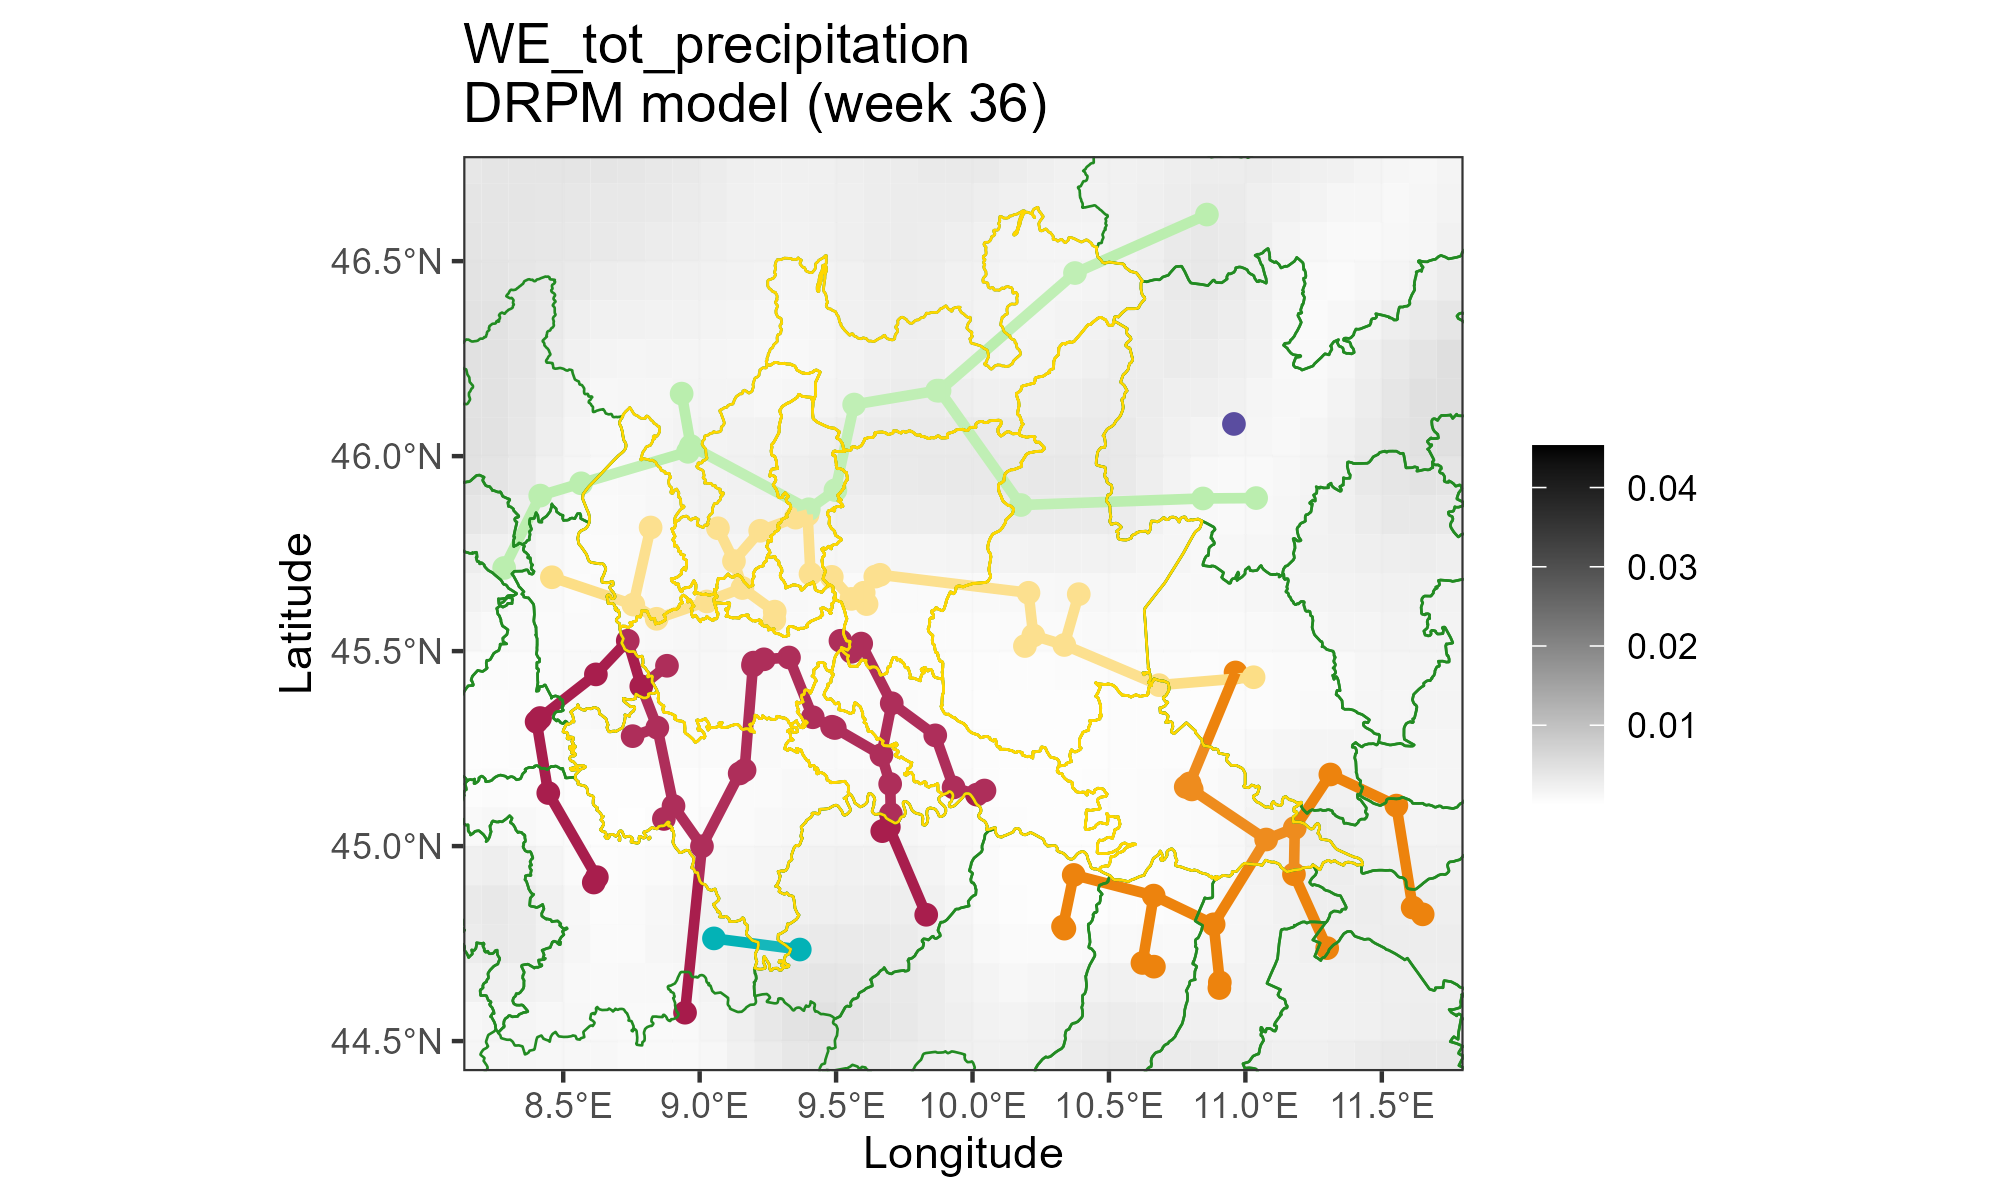 WE_tot_precipitation
DRPM model (week 36)
46.5°N
46.0°N
45.5°N
45.0°N
44.5°N
Latitude
8.5°E 9.0°E 9.5°E 10.0°E 10.5°E 11.0°E 11.5°E
Longitude
0.04
0.03
0.02
0.01